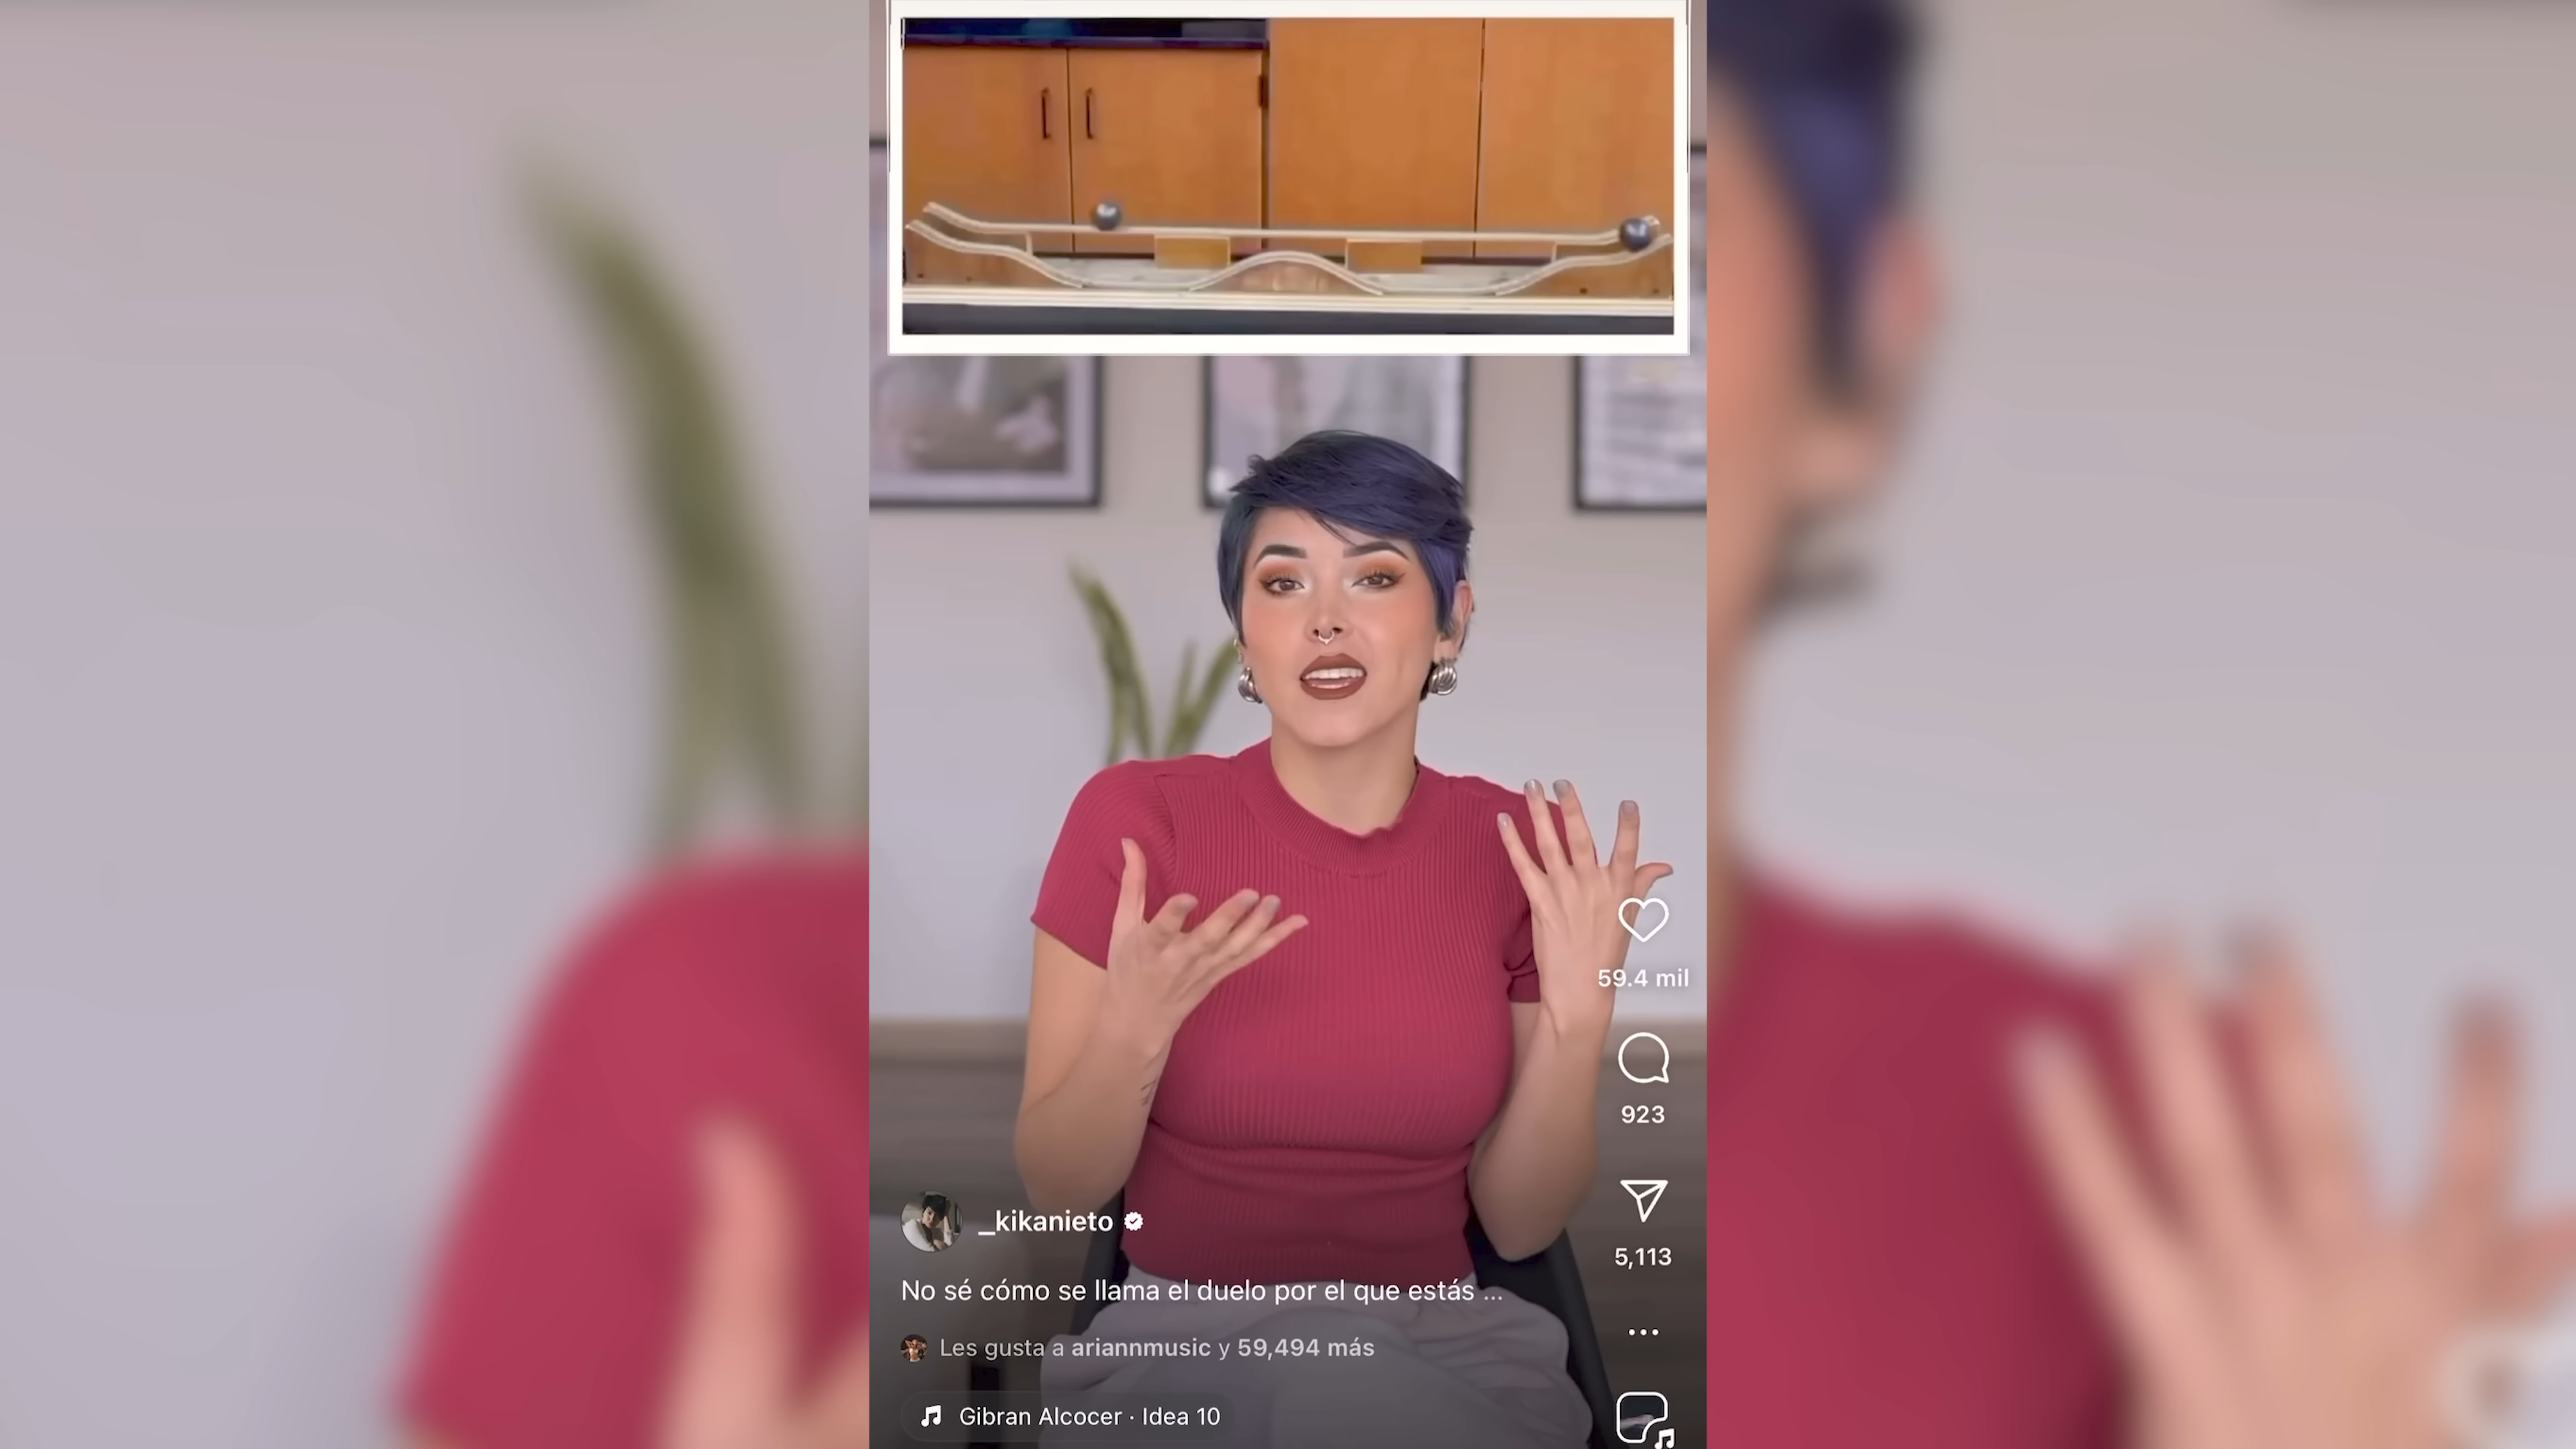 59.4 mil
923
5,113
_kikanieto
No sé cómo se llama el duelo por el que estás ...
Les gusta a ariannmusic y 59,494 más
Gibran Alcocer · Idea 10